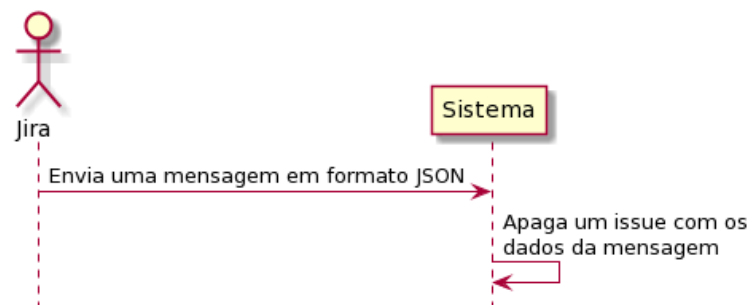 Jira
Sistema
Envia uma mensagem em formato JSON
Apaga um issue com os
dados da mensagem